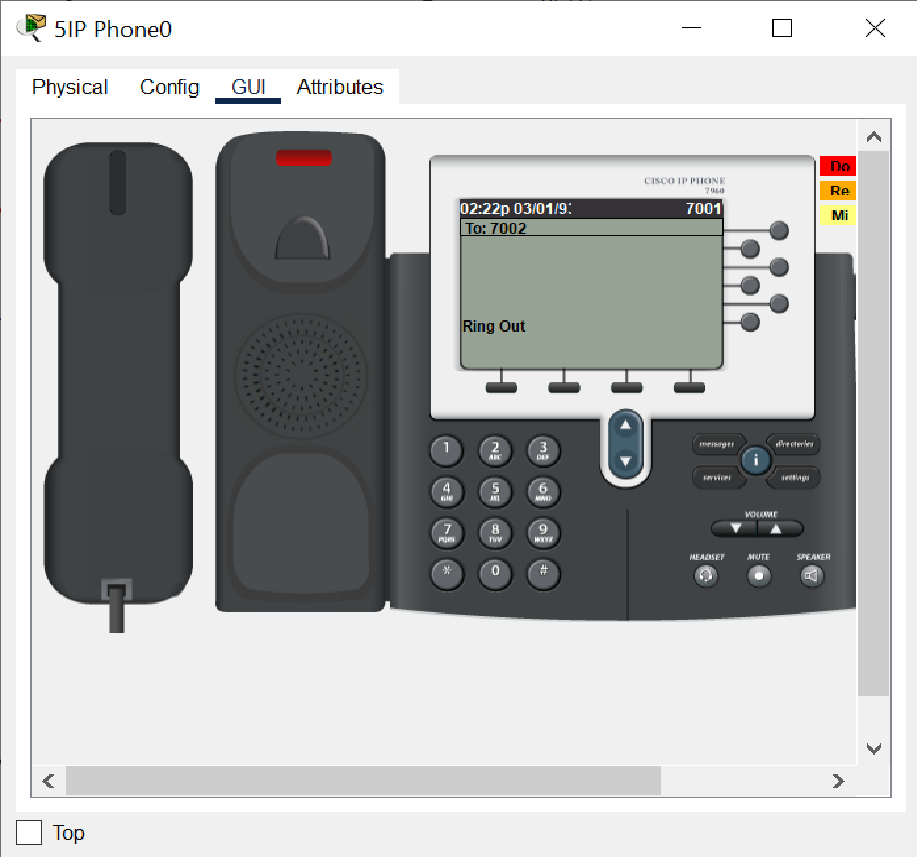 5IP Phone0
Physical Config GUI Attributes
CISCO IP PHONE
7960
Do
Re
Mi
02:22p 03/01/93 7001
To: 7002
Ring Out
1 2 ABC 3 DEF
4 GHI 5 JKL 6 MNO
7 PQRS 8 TUV 9 WXYZ
* 0 #
messages directories
i
services settings
VOLUME
HEADSET MUTE SPEAKER
Top